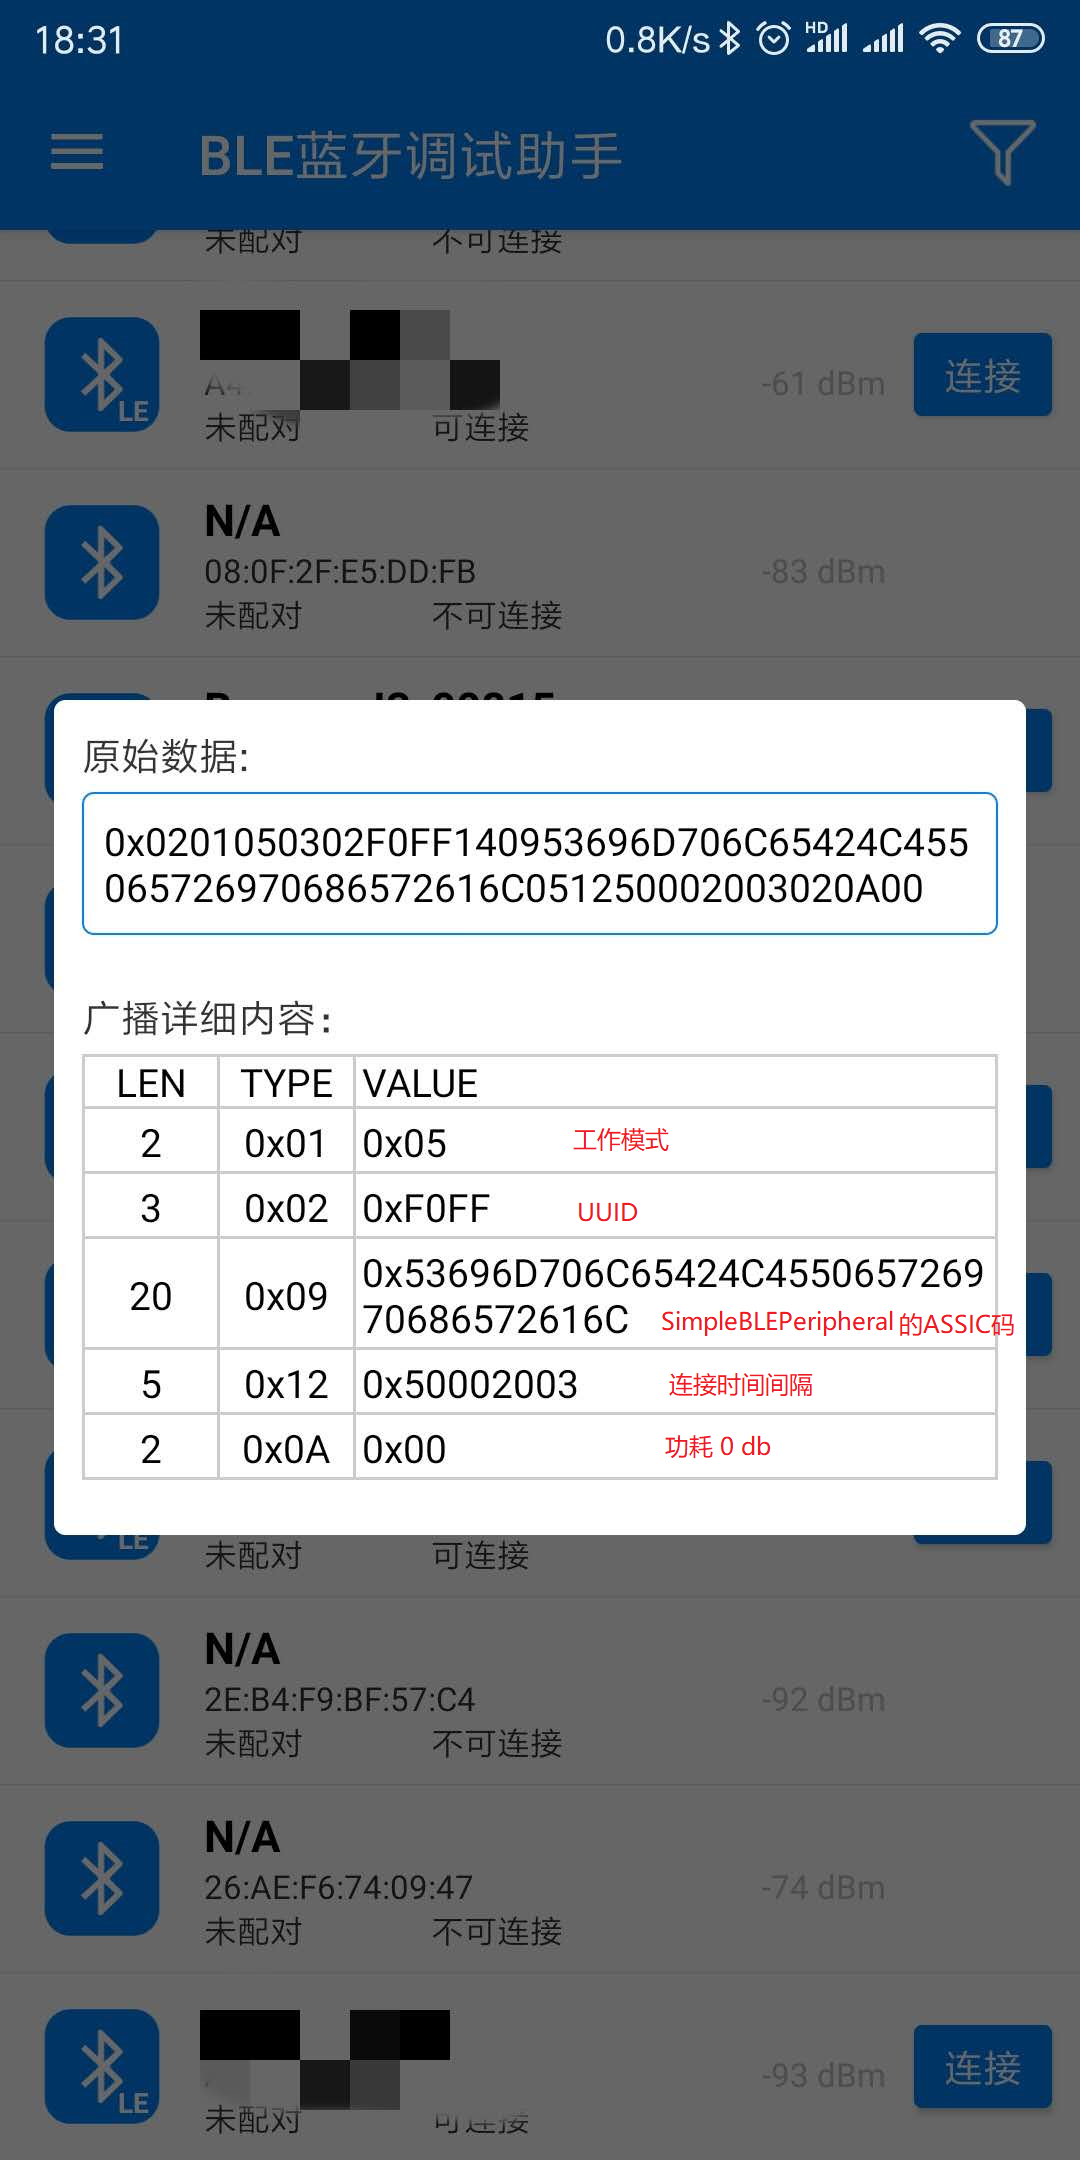 18:31
0.8K/s HD 87
BLE蓝牙调试助手
未配对 不可连接
LE
-61 dBm 连接
未配对 可连接
N/A
08:0F:2F:E5:DD:FB -83 dBm
未配对 不可连接
原始数据:
0x0201050302F0FF140953696D706C65424C455
065726970686572616C051250002003020A00
广播详细内容:
LEN TYPE VALUE
2 0x01 0x05 工作模式
3 0x02 0xF0FF UUID
20 0x09 0x53696D706C65424C4550657269
70686572616C SimpleBLEPeripheral 的ASSIC码
5 0x12 0x50002003 连接时间间隔
2 0x0A 0x00 功耗 0 db
LE
未配对 可连接
N/A
2E:B4:F9:BF:57:C4 -92 dBm
未配对 不可连接
N/A
26:AE:F6:74:09:47 -74 dBm
未配对 不可连接
LE
-93 dBm 连接
未配对 可连接